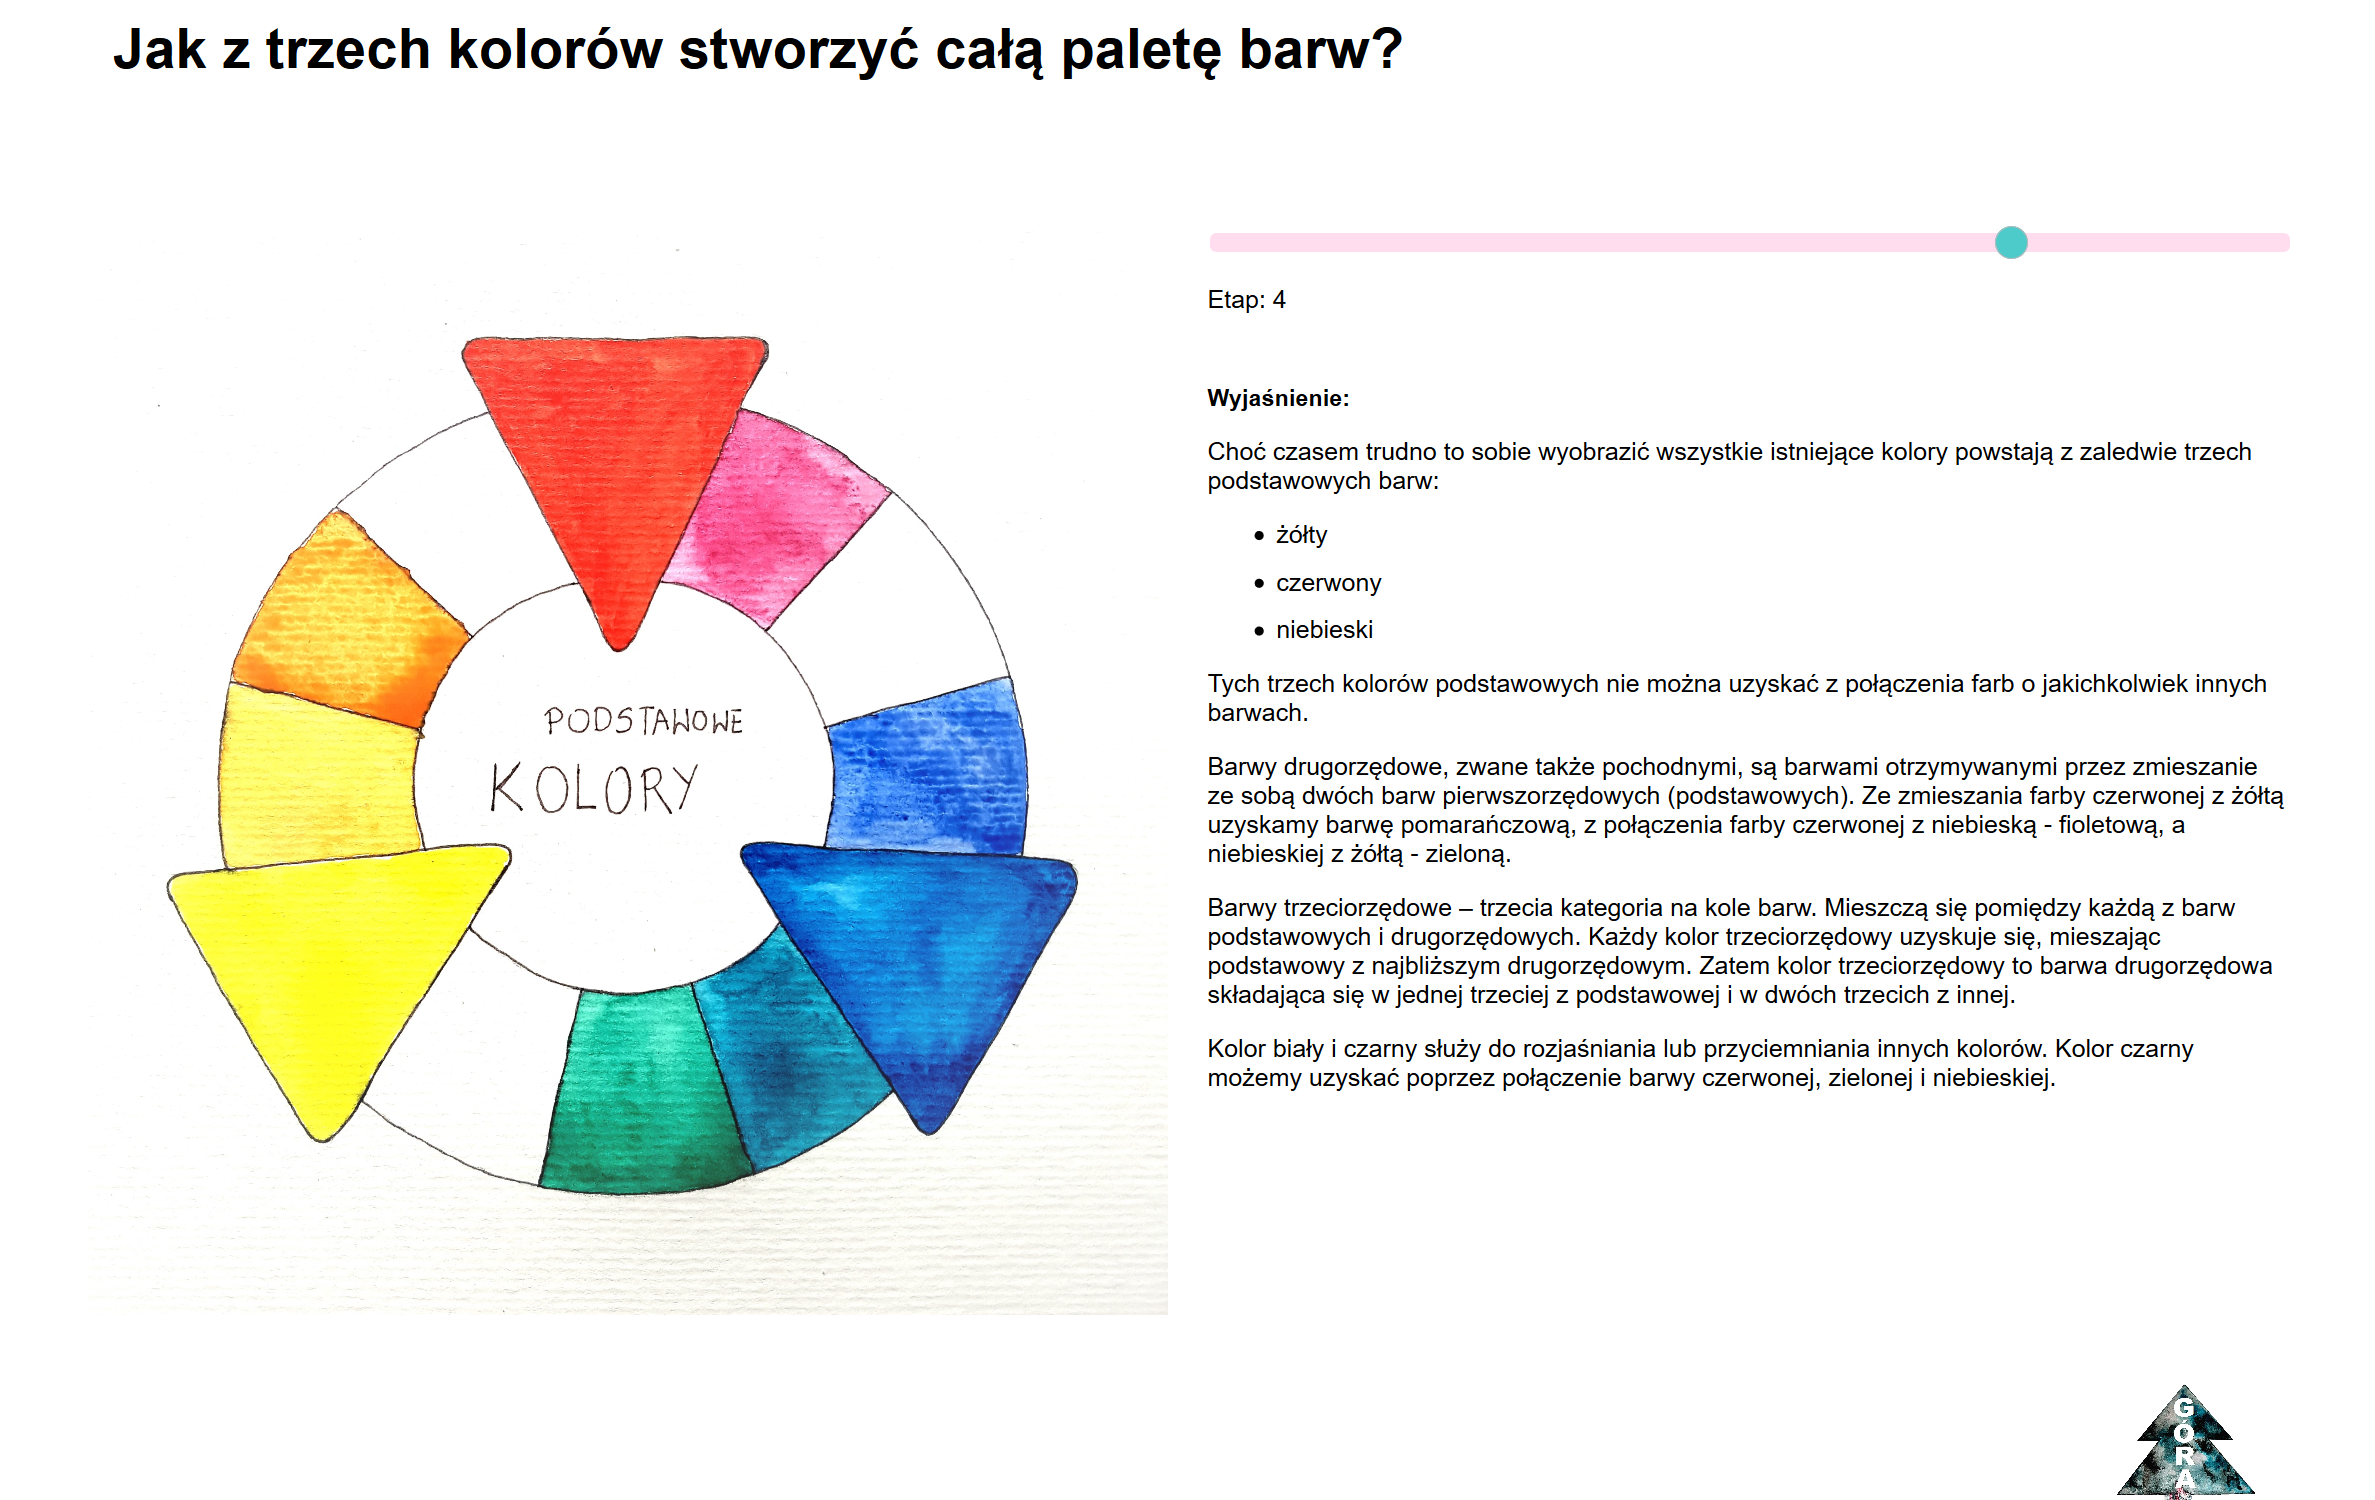 Jak z trzech kolorów stworzyć całą paletę barw?
PODSTAWOWE
KOLORY
Etap: 4
Wyjaśnienie:
Choć czasem trudno to sobie wyobrazić wszystkie istniejące kolory powstają z zaledwie trzech
podstawowych barw:
• żółty
• czerwony
• niebieski
Tych trzech kolorów podstawowych nie można uzyskać z połączenia farb o jakichkolwiek innych
barwach.
Barwy drugorzędowe, zwane także pochodnymi, są barwami otrzymywanymi przez zmieszanie
ze sobą dwóch barw pierwszorzędowych (podstawowych). Ze zmieszania farby czerwonej z żółtą
uzyskamy barwę pomarańczową, z połączenia farby czerwonej z niebieską - fioletową, a
niebieskiej z żółtą - zieloną.
Barwy trzeciorzędowe – trzecia kategoria na kole barw. Mieszczą się pomiędzy każdą z barw
podstawowych i drugorzędowych. Każdy kolor trzeciorzędowy uzyskuje się, mieszając
podstawowy z najbliższym drugorzędowym. Zatem kolor trzeciorzędowy to barwa drugorzędowa
składająca się w jednej trzeciej z podstawowej i w dwóch trzecich z innej.
Kolor biały i czarny służy do rozjaśniania lub przyciemniania innych kolorów. Kolor czarny
możemy uzyskać poprzez połączenie barwy czerwonej, zielonej i niebieskiej.
GÓRA